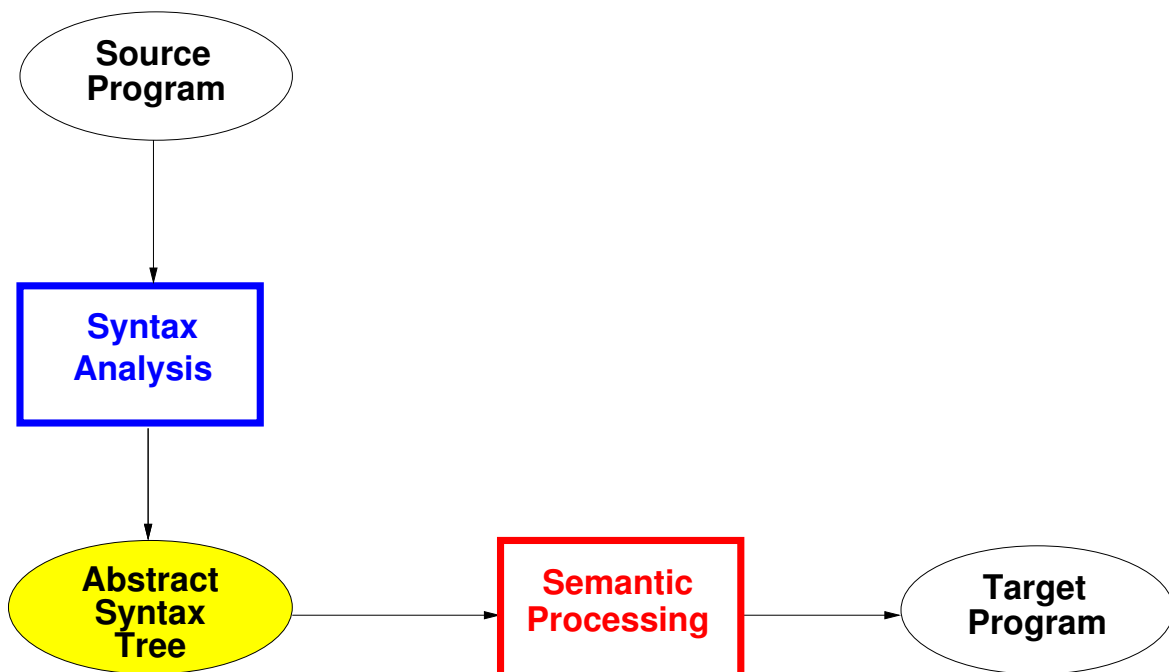 Source
Program
Syntax
Analysis
Abstract
Syntax
Tree
Semantic
Processing
Target
Program